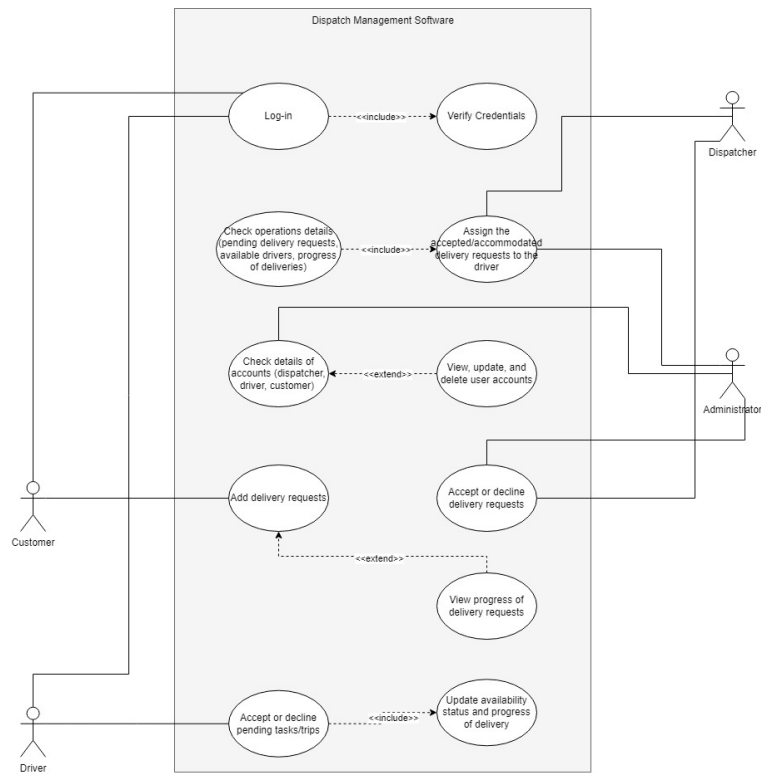 Dispatch Management Software
Log-in
<<include>>
Verify Credentials
Dispatcher
Check operations details
(pending delivery requests,
available drivers, progress
of deliveries)
<<include>>
Assign the
accepted/accommodated
delivery requests to the
driver
Check details of
accounts (dispatcher,
driver, customer)
<<extend>>
View, update, and
delete user accounts
Administrator
Add delivery requests
Accept or decline
delivery requests
Customer
<<extend>>
View progress of
delivery requests
Accept or decline
pending tasks/trips
<<include>>
Update availability
status and progress
of delivery
Driver